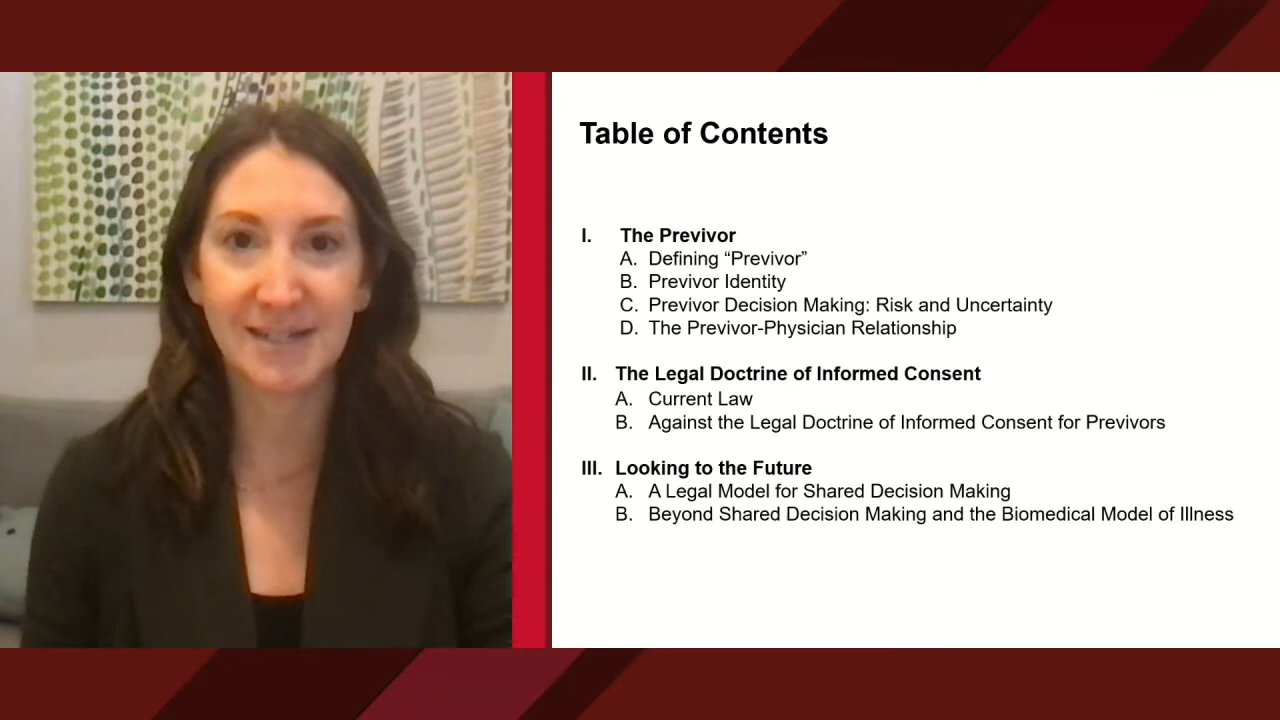 Table of Contents
I. The Previvor
A. Defining “Previvor”
B. Previvor Identity
C. Previvor Decision Making: Risk and Uncertainty
D. The Previvor-Physician Relationship
II. The Legal Doctrine of Informed Consent
A. Current Law
B. Against the Legal Doctrine of Informed Consent for Previvors
III. Looking to the Future
A. A Legal Model for Shared Decision Making
B. Beyond Shared Decision Making and the Biomedical Model of Illness